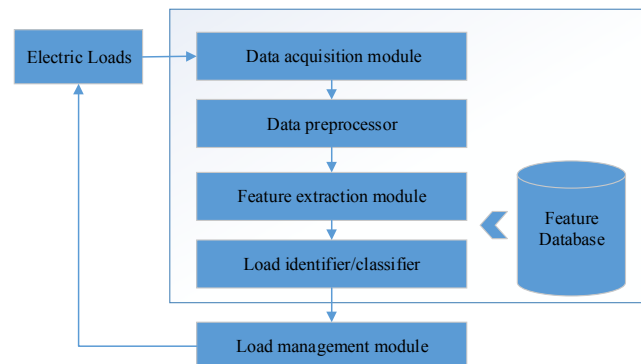 Electric Loads
Data acquisition module
Data preprocessor
Feature extraction module
Feature
Database
Load identifier/classifier
Load management module